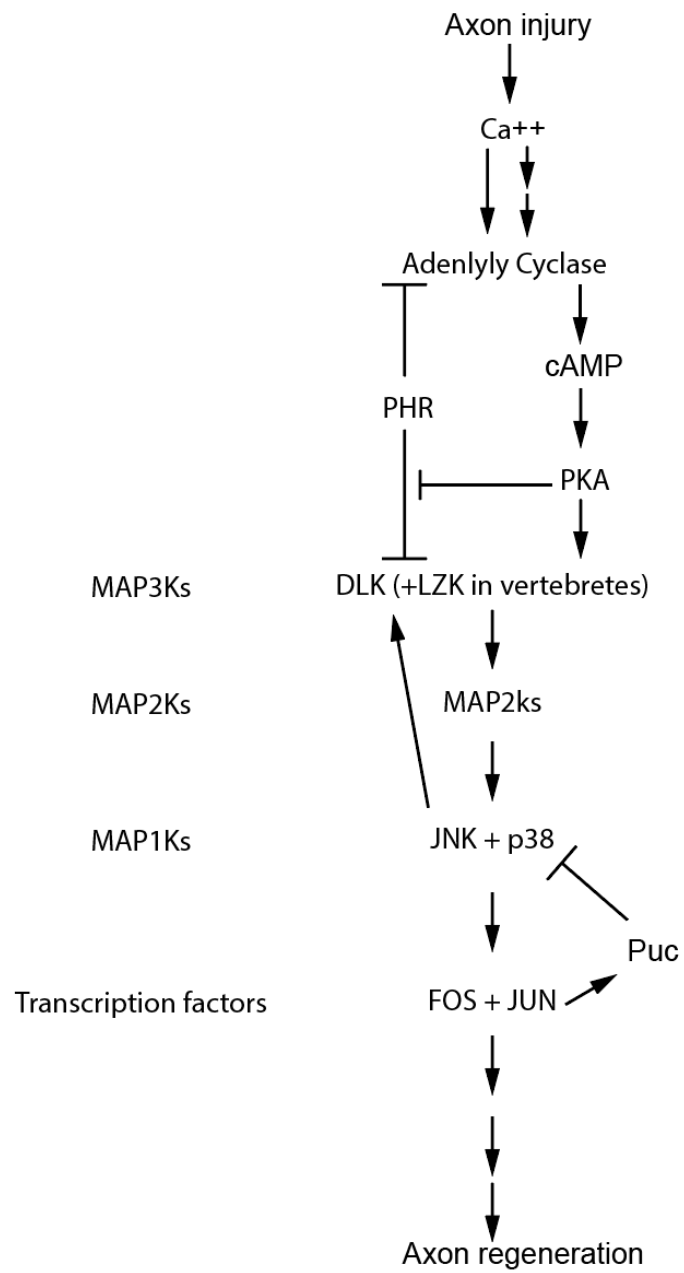 Axon injury
Ca++
Adenlyly Cyclase
cAMP
PHR
PKA
MAP3Ks
DLK (+LZK in vertebretes)
MAP2Ks
MAP2ks
MAP1Ks
JNK + p38
Puc
Transcription factors
FOS + JUN
Axon regeneration